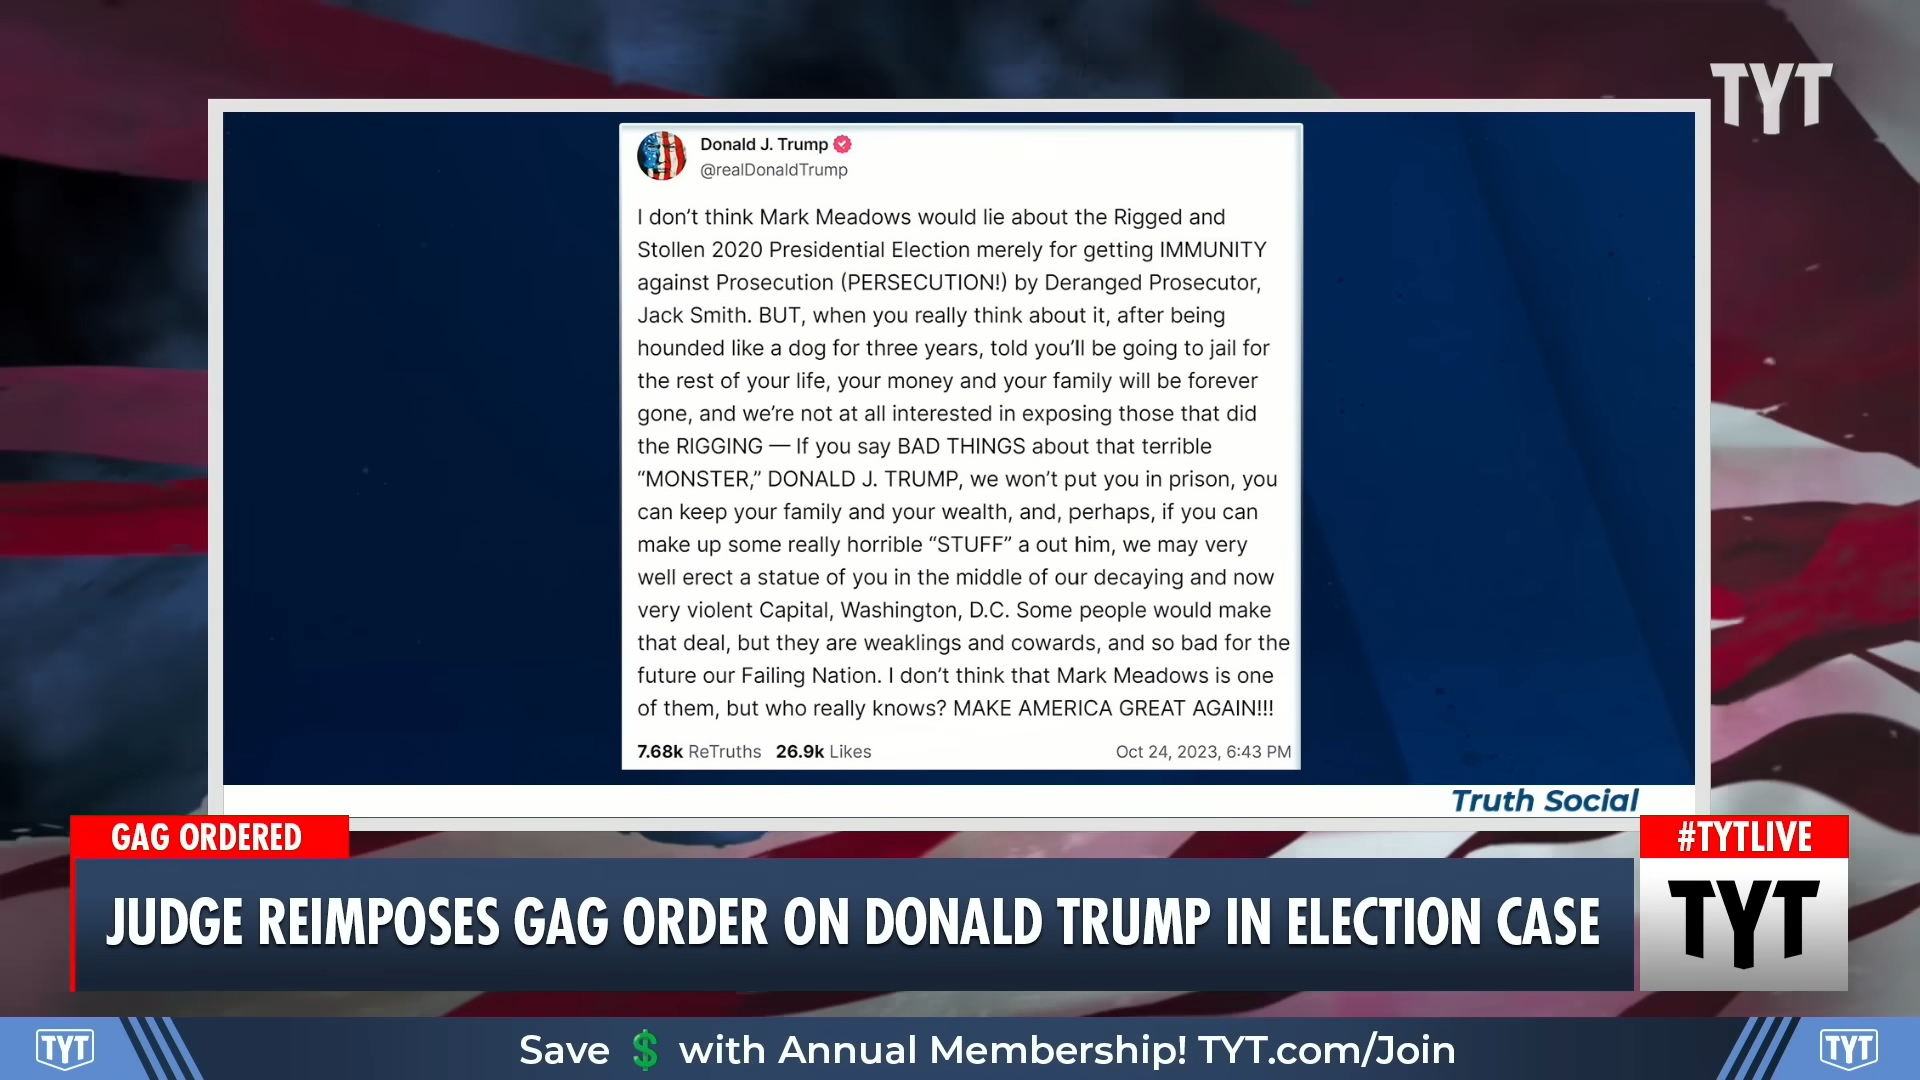 TYT
Donald J. Trump
@realDonaldTrump
I don’t think Mark Meadows would lie about the Rigged and
Stollen 2020 Presidential Election merely for getting IMMUNITY
against Prosecution (PERSECUTION!) by Deranged Prosecutor,
Jack Smith. BUT, when you really think about it, after being
hounded like a dog for three years, told you’ll be going to jail for
the rest of your life, your money and your family will be forever
gone, and we’re not at all interested in exposing those that did
the RIGGING — If you say BAD THINGS about that terrible
“MONSTER,” DONALD J. TRUMP, we won’t put you in prison, you
can keep your family and your wealth, and, perhaps, if you can
make up some really horrible “STUFF” a out him, we may very
well erect a statue of you in the middle of our decaying and now
very violent Capital, Washington, D.C. Some people would make
that deal, but they are weaklings and cowards, and so bad for the
future our Failing Nation. I don’t think that Mark Meadows is one
of them, but who really knows? MAKE AMERICA GREAT AGAIN!!!
7.68k ReTruths 26.9k Likes Oct 24, 2023, 6:43 PM
Truth Social
GAG ORDERED
#TYTLIVE
JUDGE REIMPOSES GAG ORDER ON DONALD TRUMP IN ELECTION CASE
TYT
TYT Save 💲 with Annual Membership! TYT.com/Join TYT